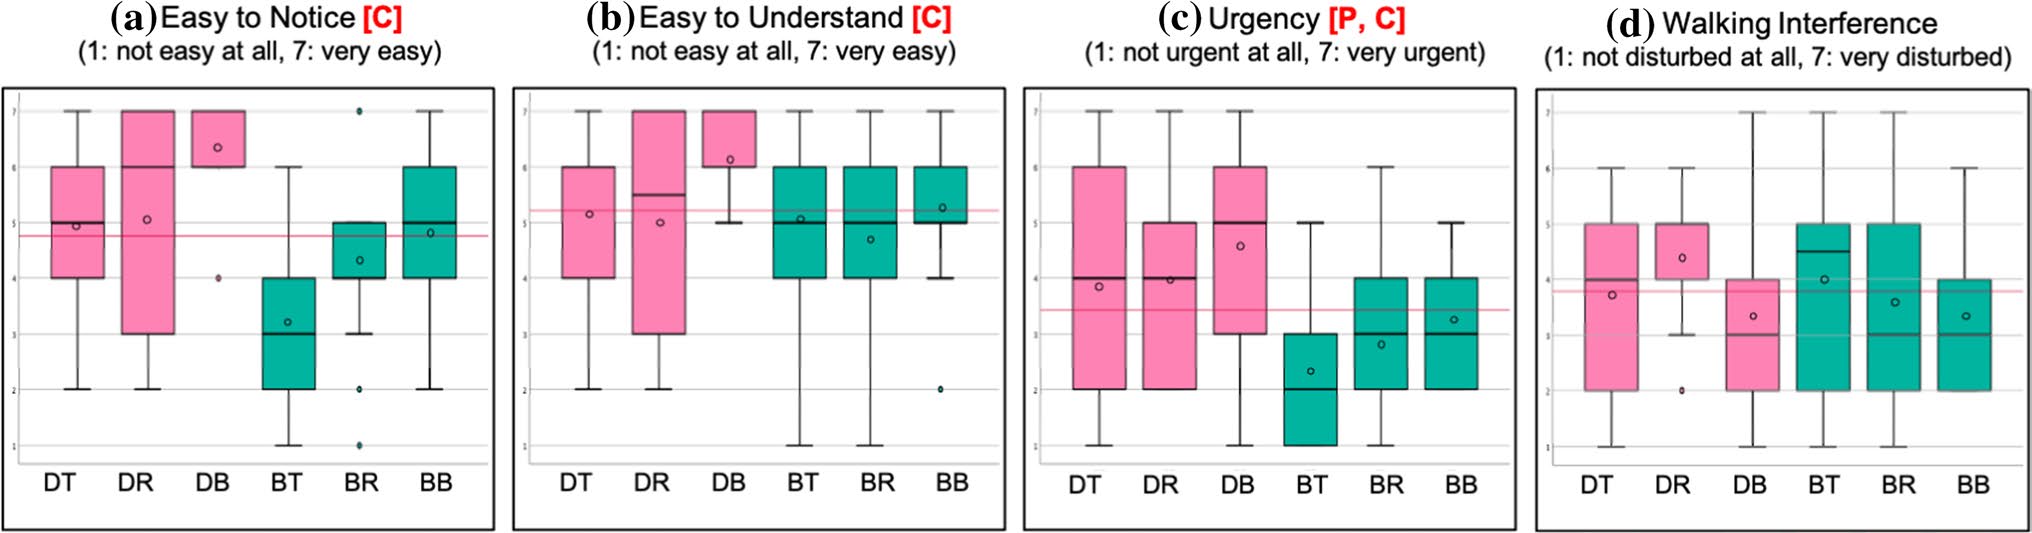 (a) Easy to Notice [C]
(1: not easy at all, 7: very easy)
7
6
5
4
3
2
1
DT DR DB BT BR BB
(b) Easy to Understand [C]
(1: not easy at all, 7: very easy)
7
6
5
4
3
2
1
DT DR DB BT BR BB
(c) Urgency [P, C]
(1: not urgent at all, 7: very urgent)
7
6
5
4
3
2
1
DT DR DB BT BR BB
(d) Walking Interference
(1: not disturbed at all, 7: very disturbed)
7
6
5
4
3
2
1
DT DR DB BT BR BB